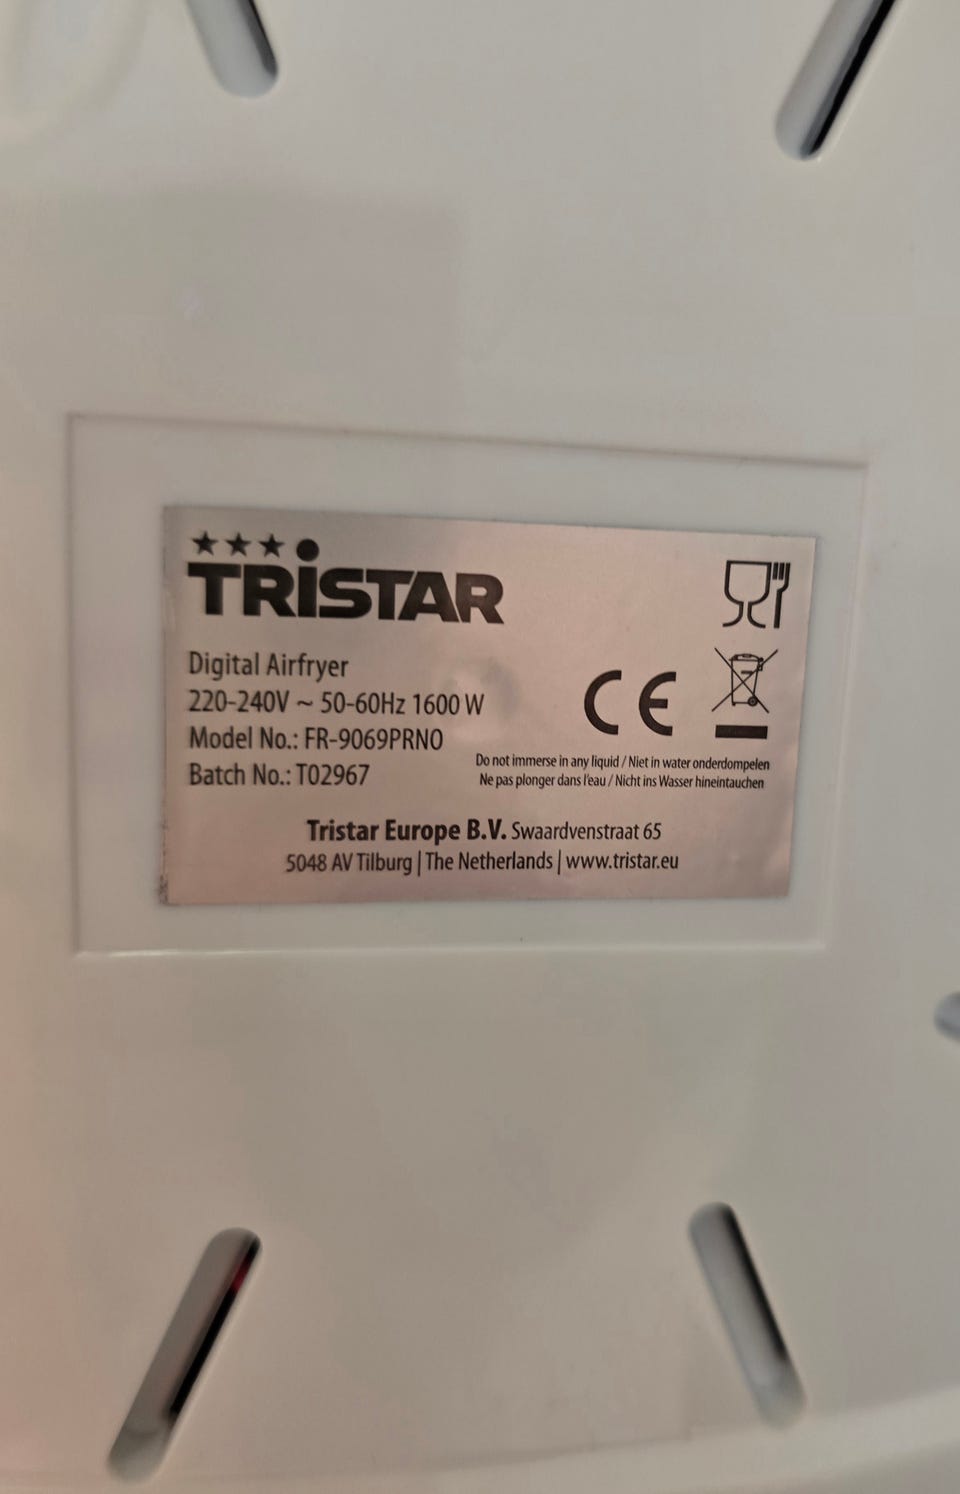 TRiSTAR
Digital Airfryer
220-240V ~ 50-60Hz 1600 W
Model No.: FR-9069PRNO
Batch No.: T02967
CE
Do not immerse in any liquid / Niet in water onderdompelen
Ne pas plonger dans l'eau / Nicht ins Wasser hineintauchen
Tristar Europe B.V. Swaardvenstraat 65
5048 AV Tilburg | The Netherlands | www.tristar.eu